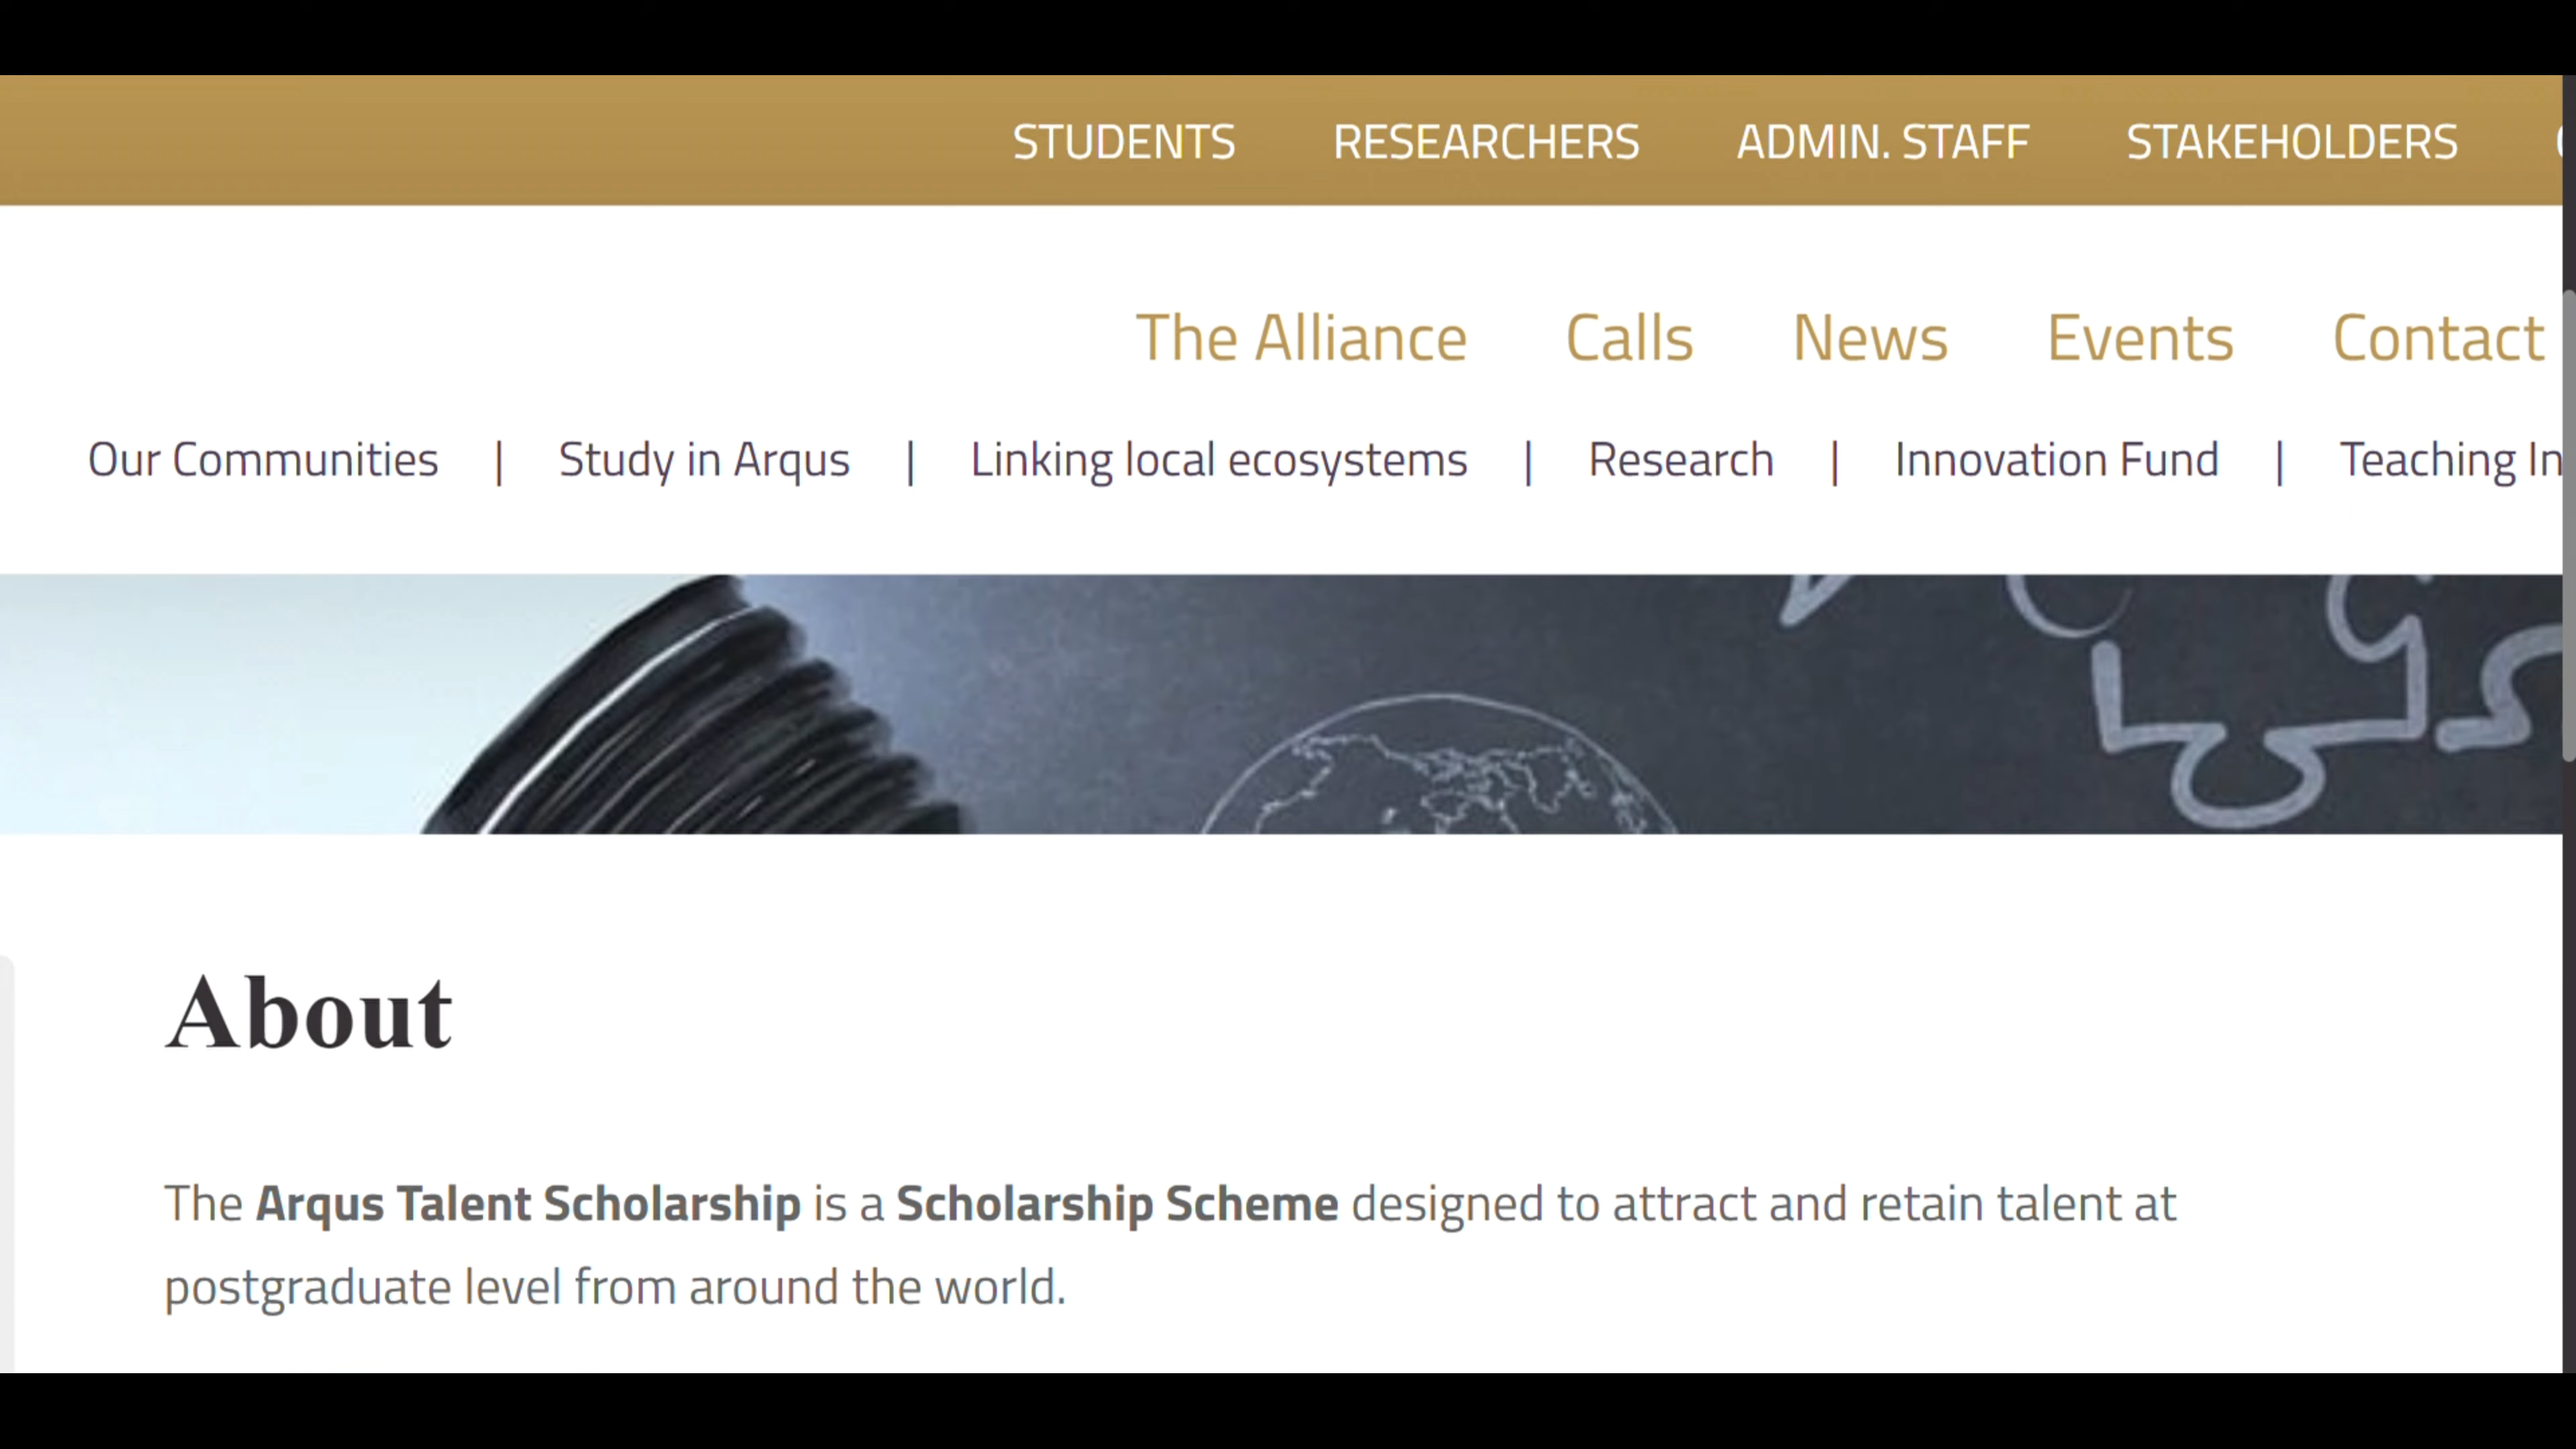 STUDENTS RESEARCHERS ADMIN. STAFF STAKEHOLDERS
The Alliance Calls News Events Contact
Our Communities | Study in Arqus | Linking local ecosystems | Research | Innovation Fund | Teaching In
About
The Arqus Talent Scholarship is a Scholarship Scheme designed to attract and retain talent at
postgraduate level from around the world.